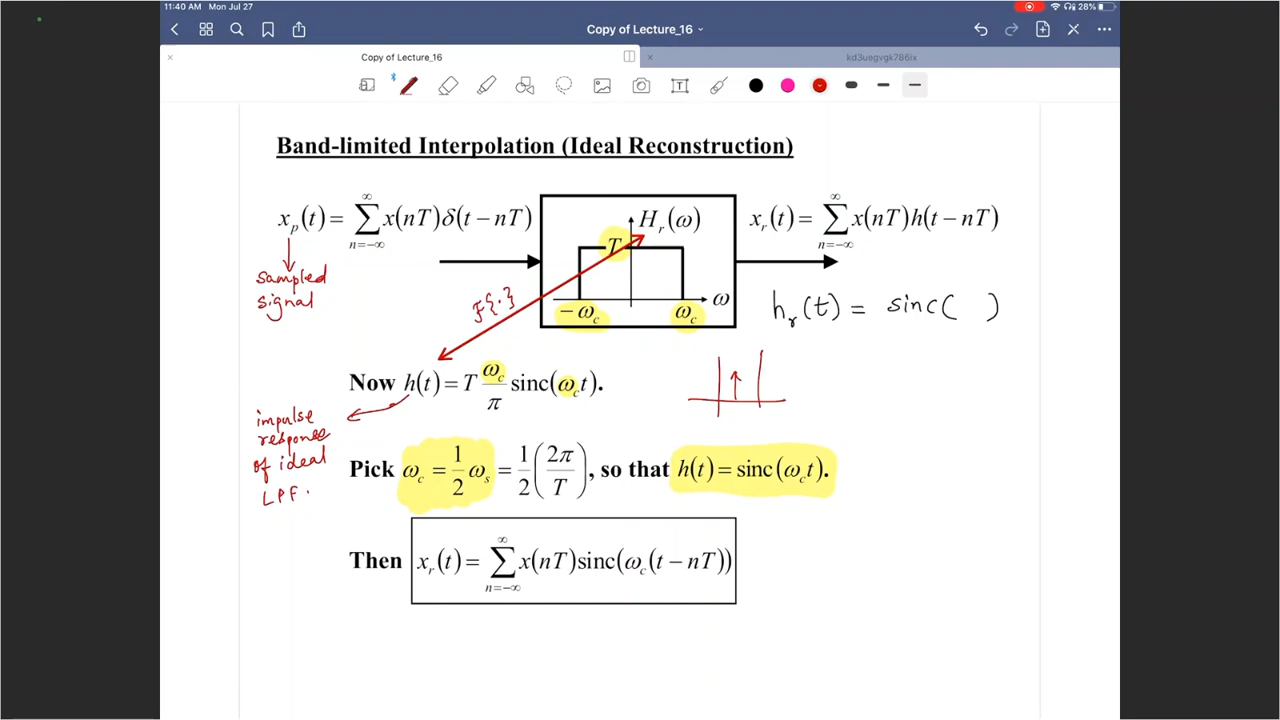 11:40 AM Mon Jul 27
28%
Copy of Lecture_16
Copy of Lecture_16
kd3uegvgk786ix
T
Band-limited Interpolation (Ideal Reconstruction)
x_p(t) = ∑_{n=-∞}^{∞} x(nT)δ(t − nT)
H_r(ω)
T
−ω_c
ω_c
ω
x_r(t) = ∑_{n=-∞}^{∞} x(nT)h(t − nT)
sampled
signal
F{·}
h_r(t) = sinc( )
Now h(t) = T ω_c/π sinc(ω_c t).
impulse
response
of ideal
LPF.
Pick ω_c = 1/2 ω_s = 1/2 (2π/T), so that h(t) = sinc(ω_c t).
Then x_r(t) = ∑_{n=-∞}^{∞} x(nT)sinc(ω_c(t − nT))